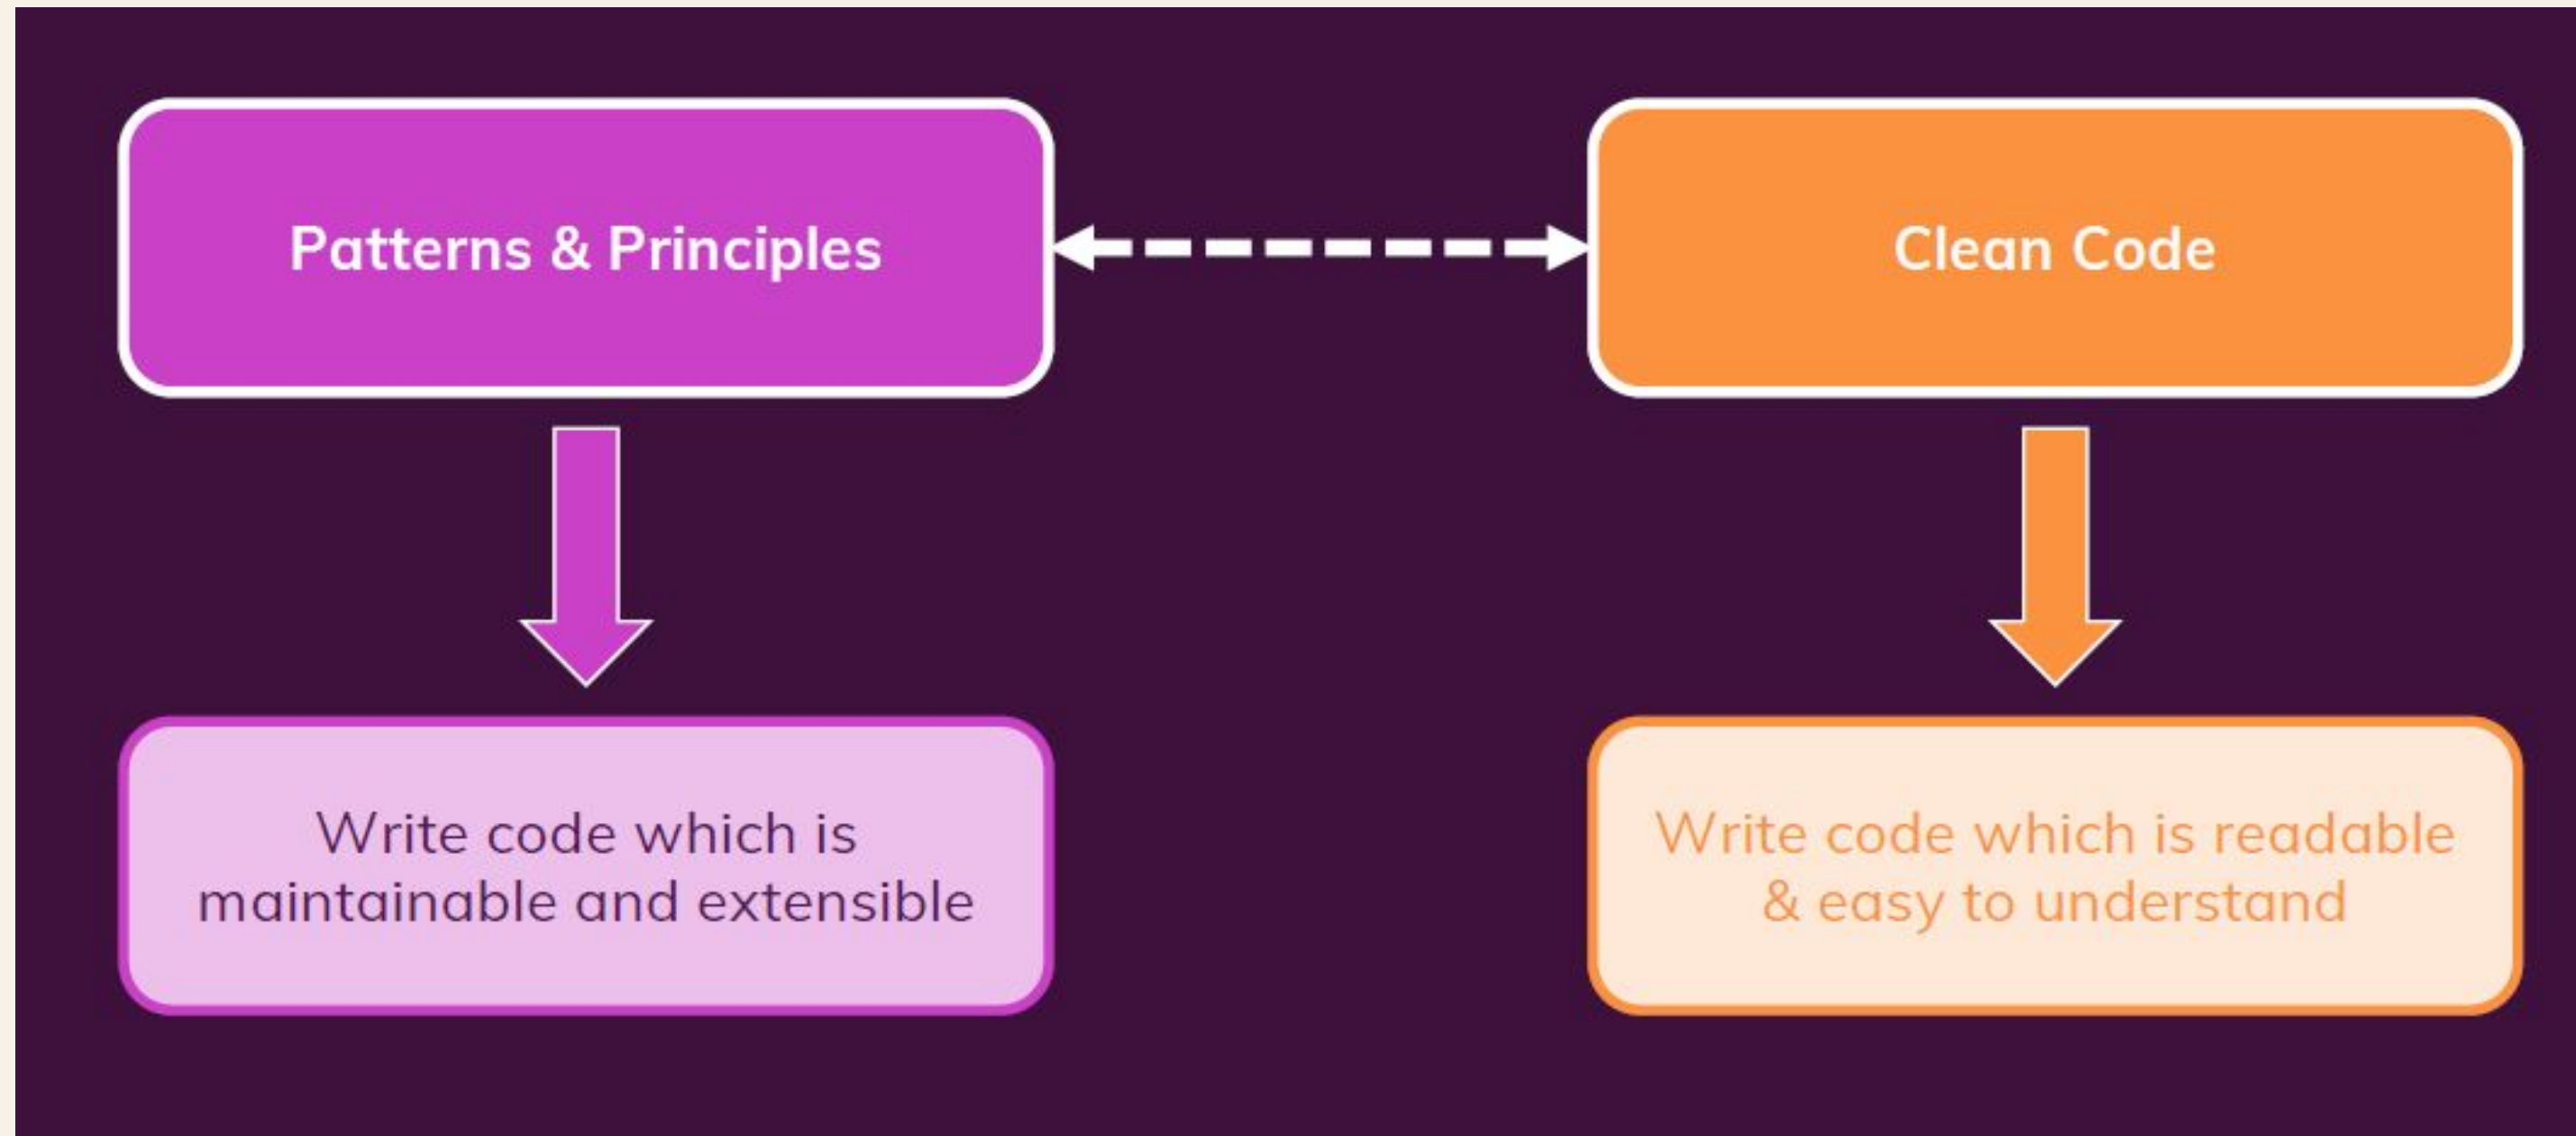 Patterns & Principles
Clean Code
Write code which is
maintainable and extensible
Write code which is readable
& easy to understand